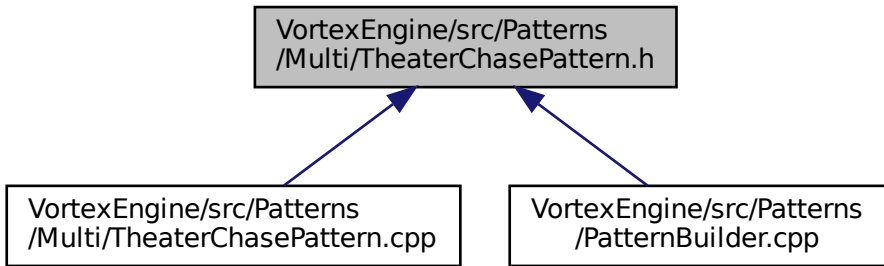 VortexEngine/src/Patterns
/Multi/TheaterChasePattern.h
VortexEngine/src/Patterns
/Multi/TheaterChasePattern.cpp
VortexEngine/src/Patterns
/PatternBuilder.cpp